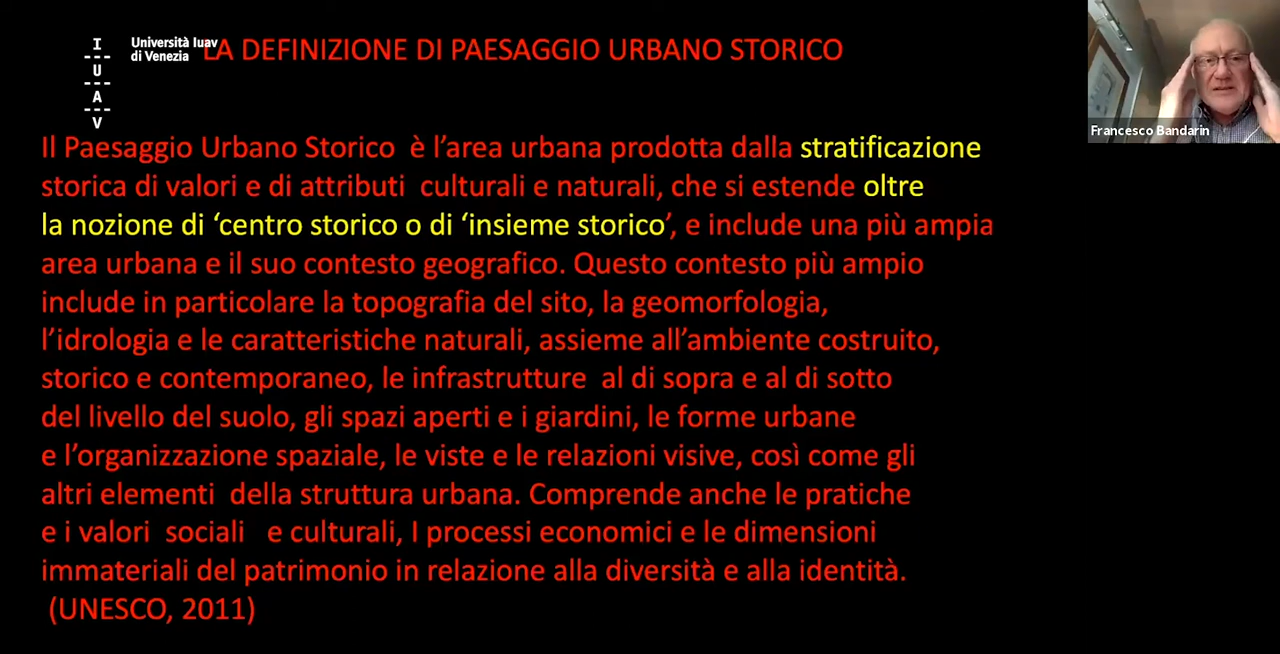 I
U
A
V
Università Iuav
di Venezia
LA DEFINIZIONE DI PAESAGGIO URBANO STORICO
Francesco Bandarin
Il Paesaggio Urbano Storico è l’area urbana prodotta dalla stratificazione
storica di valori e di attributi culturali e naturali, che si estende oltre
la nozione di ‘centro storico o di ‘insieme storico’, e include una più ampia
area urbana e il suo contesto geografico. Questo contesto più ampio
include in particolare la topografia del sito, la geomorfologia,
l’idrologia e le caratteristiche naturali, assieme all’ambiente costruito,
storico e contemporaneo, le infrastrutture al di sopra e al di sotto
del livello del suolo, gli spazi aperti e i giardini, le forme urbane
e l’organizzazione spaziale, le viste e le relazioni visive, così come gli
altri elementi della struttura urbana. Comprende anche le pratiche
e i valori sociali e culturali, I processi economici e le dimensioni
immateriali del patrimonio in relazione alla diversità e alla identità.
(UNESCO, 2011)